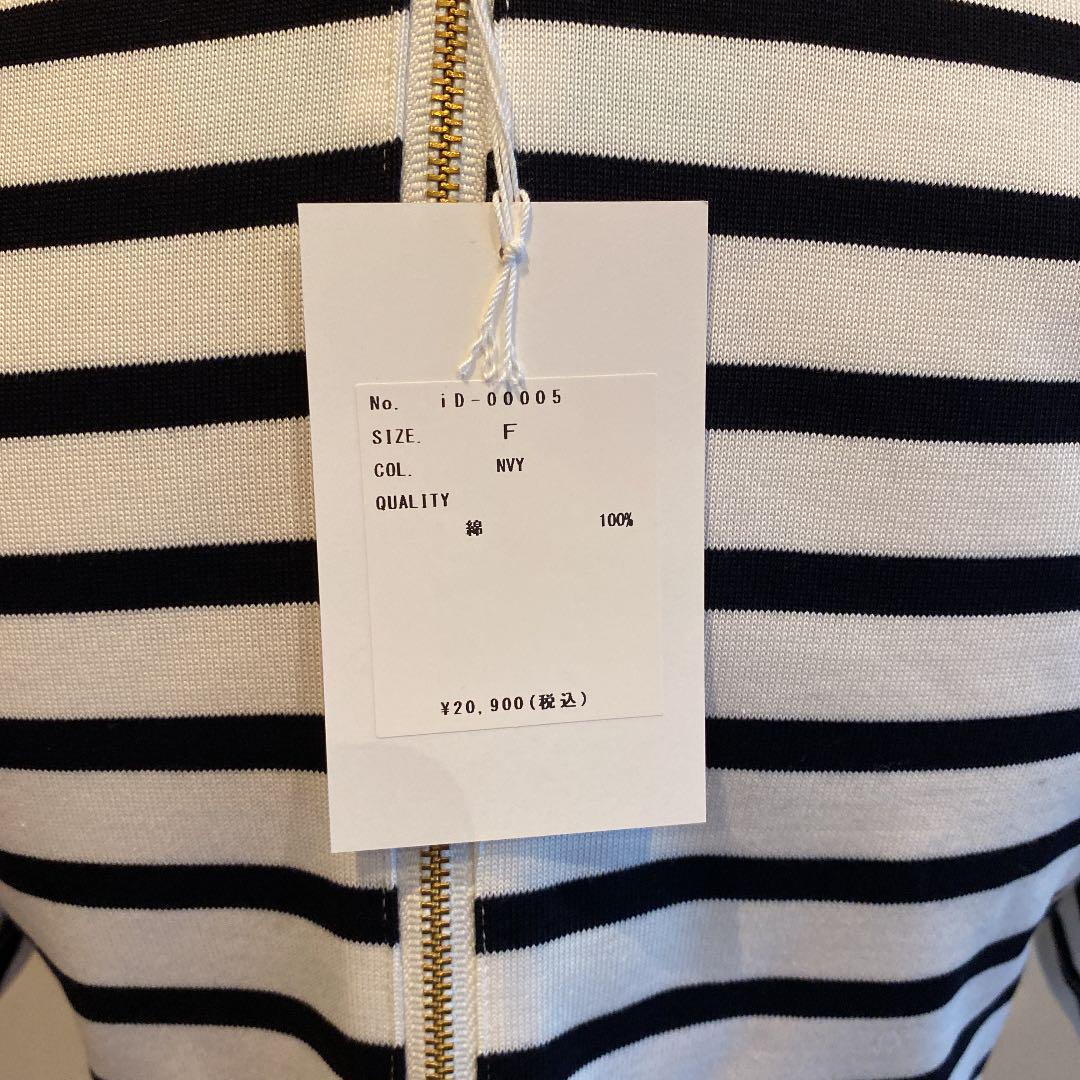 No. iD-00005
SIZE. F
COL. NVY
QUALITY
綿 100%
¥20,900(税込)